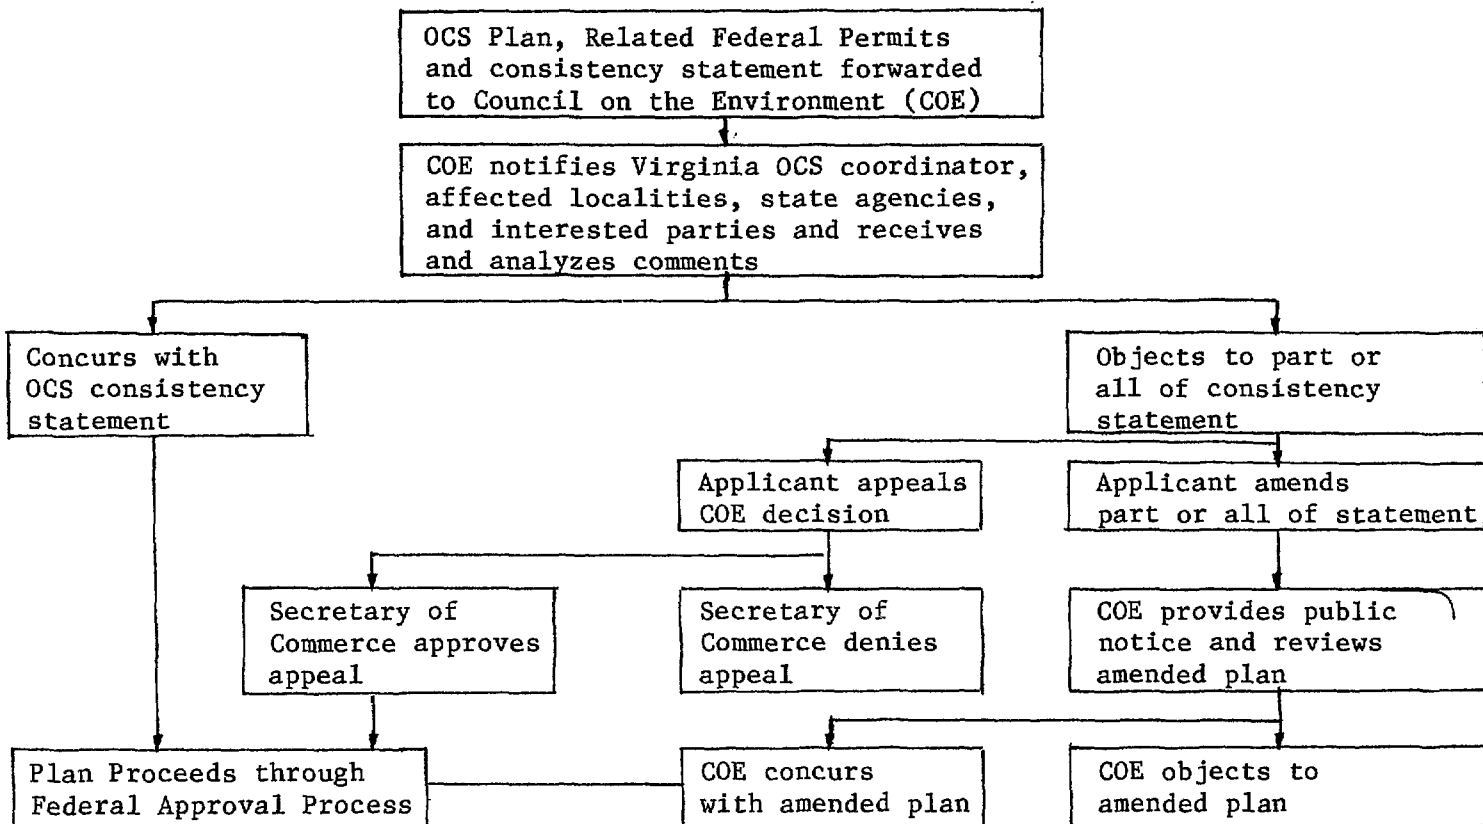 OCS Plan, Related Federal Permits
and consistency statement forwarded
to Council on the Environment (COE)
COE notifies Virginia OCS coordinator,
affected localities, state agencies,
and interested parties and receives
and analyzes comments
Concurs with
OCS consistency
statement
Objects to part or
all of consistency
statement
Applicant appeals
COE decision
Applicant amends
part or all of statement
Secretary of
Commerce approves
appeal
Secretary of
Commerce denies
appeal
COE provides public
notice and reviews
amended plan
Plan Proceeds through
Federal Approval Process
COE concurs
with amended plan
COE objects to
amended plan